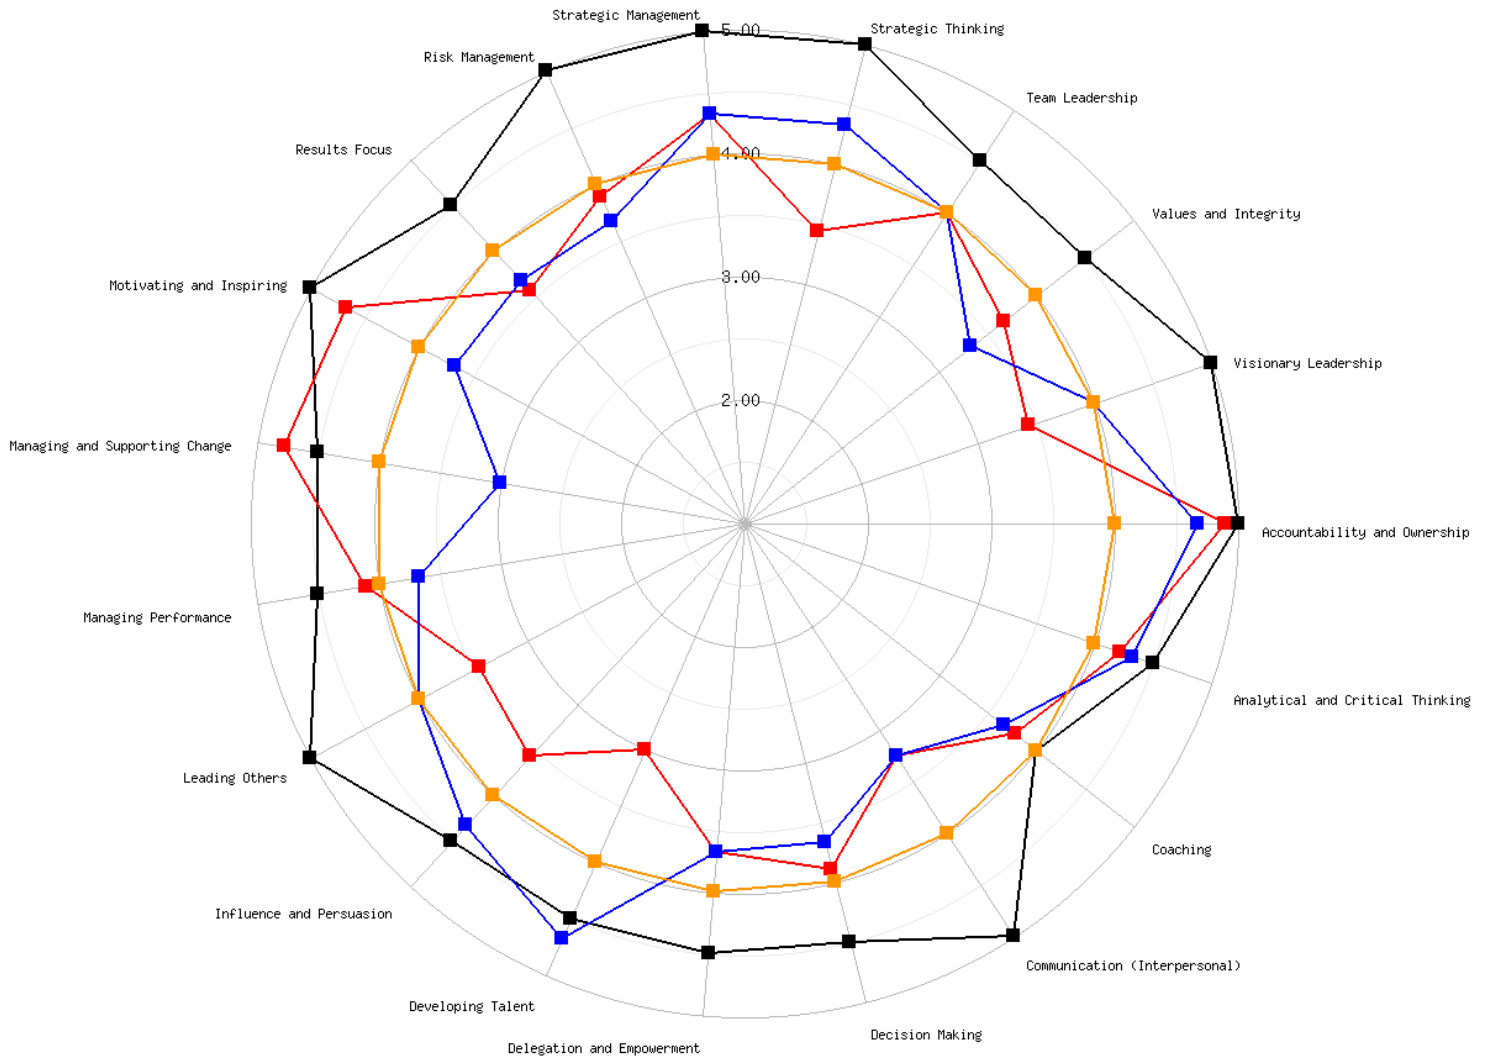 Strategic Management
5.00
Strategic Thinking
Risk Management
Team Leadership
Results Focus
4.00
Values and Integrity
3.00
Motivating and Inspiring
Visionary Leadership
2.00
Managing and Supporting Change
Accountability and Ownership
Managing Performance
Analytical and Critical Thinking
Leading Others
Coaching
Influence and Persuasion
Communication (Interpersonal)
Developing Talent
Decision Making
Delegation and Empowerment